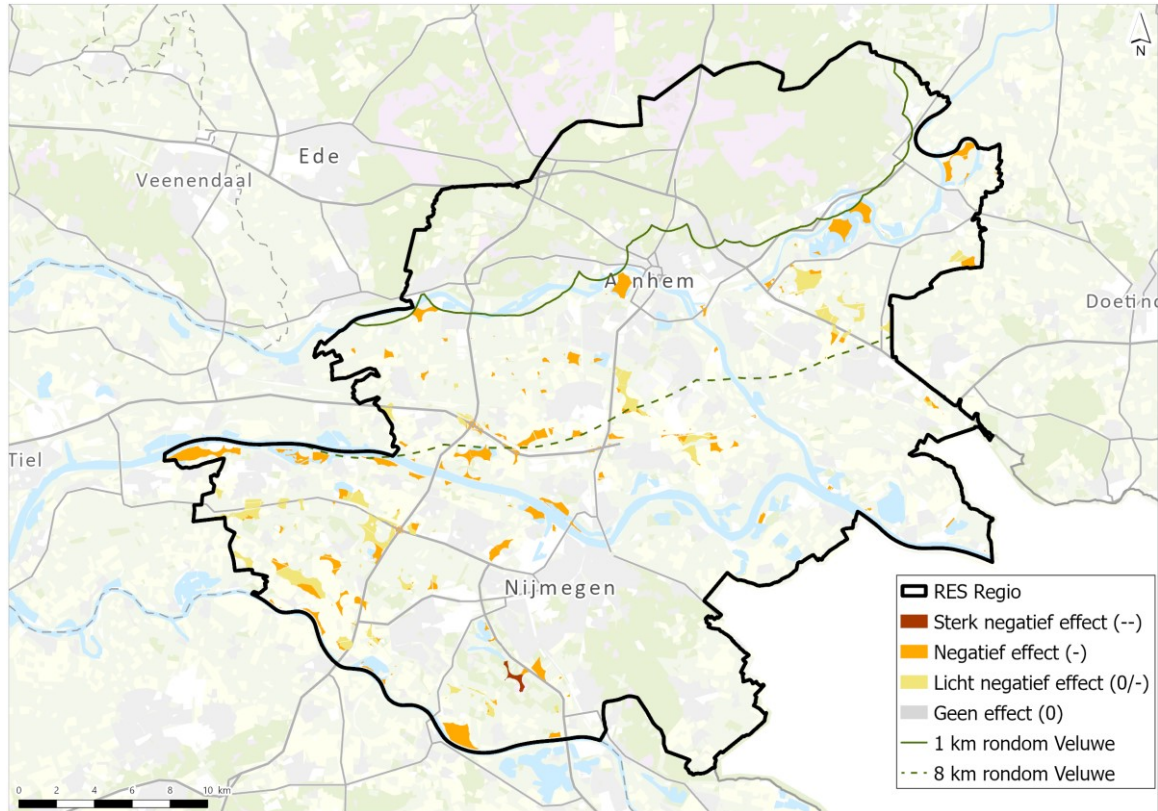 N
Ede
Veenendaal
Arnhem
Doetinc
Tiel
Nijmegen
RES Regio
Sterk negatief effect (--)
Negatief effect (-)
Licht negatief effect (0/-)
Geen effect (0)
1 km rondom Veluwe
8 km rondom Veluwe
0 2 4 6 8 10 km